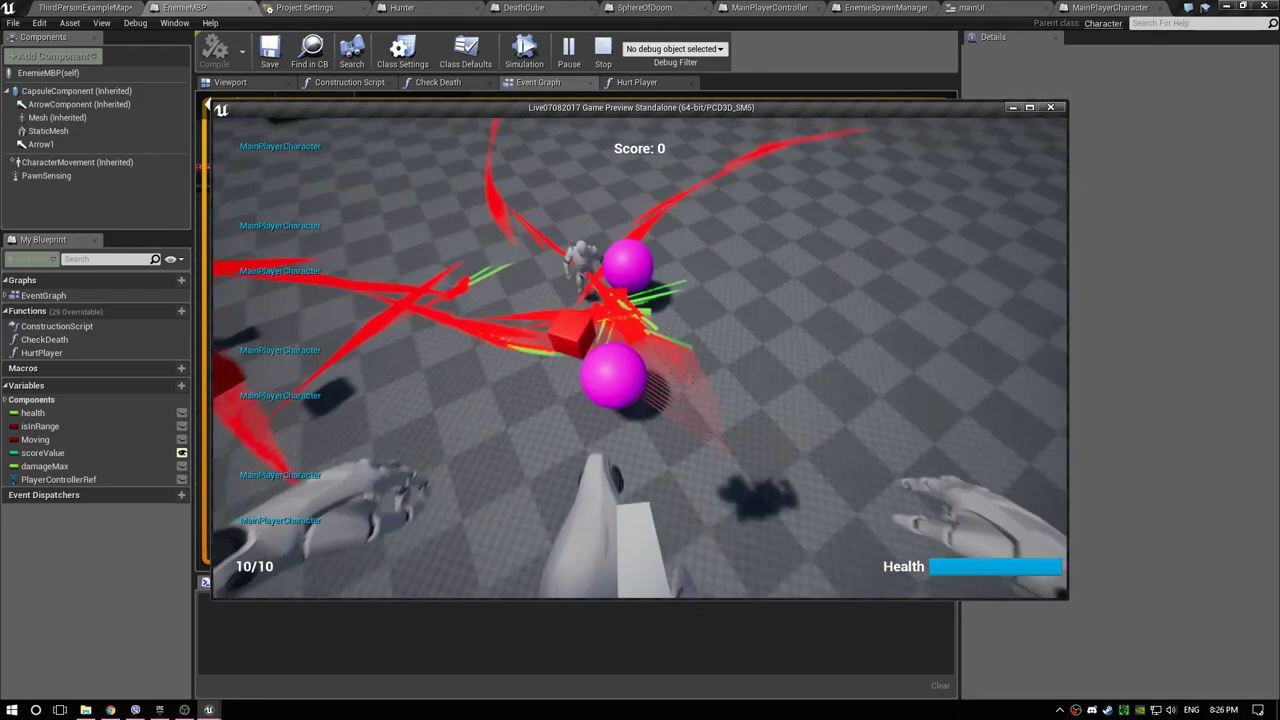 ThirdPersonExampleMap*
EnemieMBP
Project Settings
Hunter
DeathCube
SphereOfDoom
MainPlayerController
EnemieSpawnManager
mainUI
MainPlayerCharacter
File
Edit
Asset
View
Debug
Window
Help
Parent class: Character
Search For Help
Components
+Add Component
EnemieMBP(self)
CapsuleComponent (Inherited)
ArrowComponent (Inherited)
Mesh (Inherited)
StaticMesh
Arrow1
CharacterMovement (Inherited)
PawnSensing
Compile
Save
Find in CB
Search
Class Settings
Class Defaults
Simulation
Pause
Stop
No debug object selected
Debug Filter
Details
Viewport
Construction Script
Check Death
Event Graph
Hurt Player
Live07082017 Game Preview Standalone (64-bit/PCD3D_SM5)
MainPlayerCharacter
Score: 0
MainPlayerCharacter
MainPlayerCharacter
MainPlayerCharacter
MainPlayerCharacter
MainPlayerCharacter
MainPlayerCharacter
10/10
Health
My Blueprint
Search
Graphs
EventGraph
Functions (29 Overridable)
ConstructionScript
CheckDeath
HurtPlayer
Macros
Variables
Components
health
isInRange
Moving
scoreValue
damageMax
PlayerControllerRef
Event Dispatchers
Clear
ENG
8:26 PM